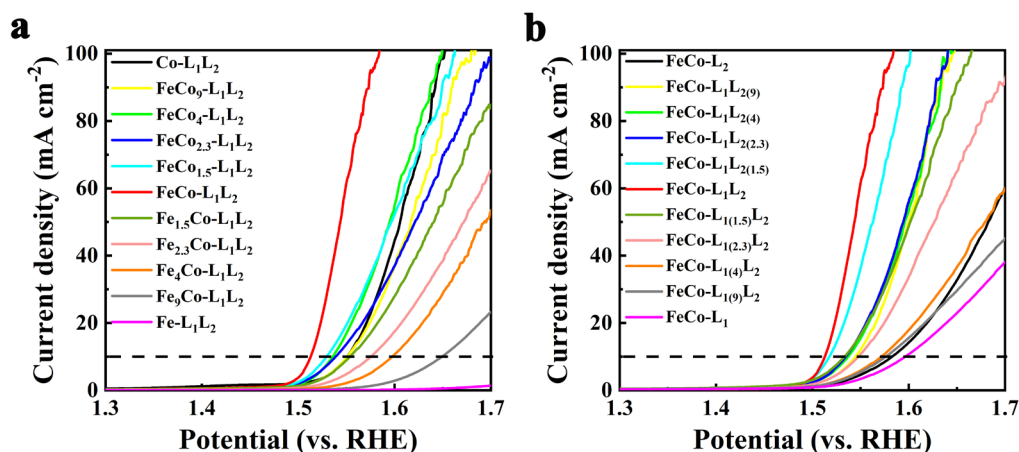 a
Current density (mA cm⁻²)
100
80
60
40
20
0
Co-L₁L₂
FeCo₉-L₁L₂
FeCo₄-L₁L₂
FeCo₂.₃-L₁L₂
FeCo₁.₅-L₁L₂
FeCo-L₁L₂
Fe₁.₅Co-L₁L₂
Fe₂.₃Co-L₁L₂
Fe₄Co-L₁L₂
Fe₉Co-L₁L₂
Fe-L₁L₂
1.3 1.4 1.5 1.6 1.7
Potential (vs. RHE)
b
Current density (mA cm⁻²)
100
80
60
40
20
0
FeCo-L₂
FeCo-L₁L₂₍₉₎
FeCo-L₁L₂₍₄₎
FeCo-L₁L₂₍₂.₃₎
FeCo-L₁L₂₍₁.₅₎
FeCo-L₁L₂
FeCo-L₁₍₁.₅₎L₂
FeCo-L₁₍₂.₃₎L₂
FeCo-L₁₍₄₎L₂
FeCo-L₁₍₉₎L₂
FeCo-L₁
1.3 1.4 1.5 1.6 1.7
Potential (vs. RHE)